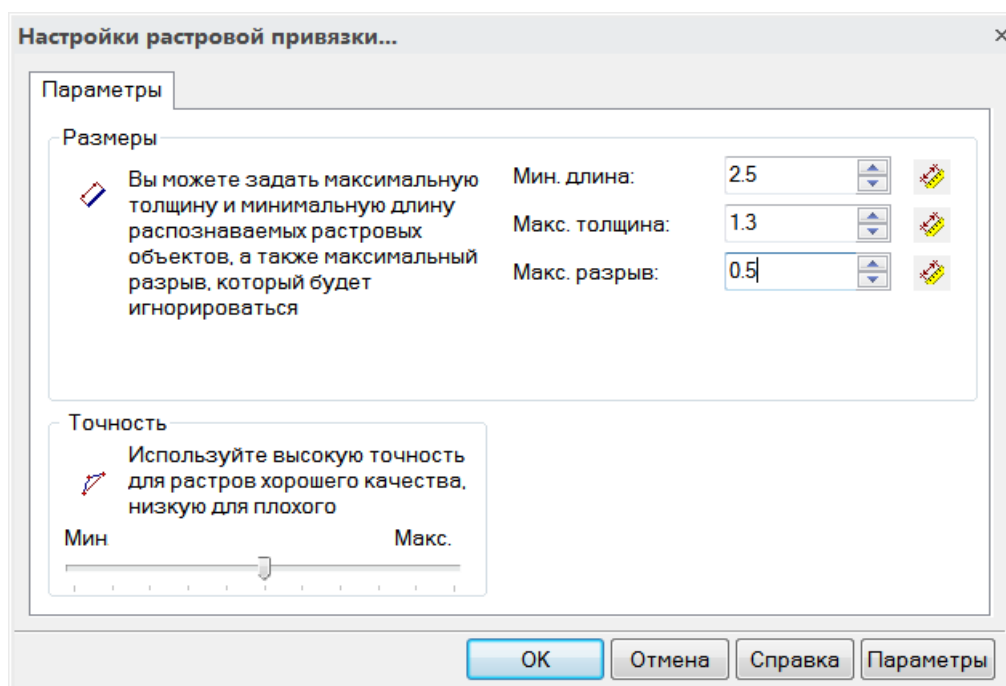 Настройки растровой привязки...
Параметры
Размеры
Вы можете задать максимальную
толщину и минимальную длину
распознаваемых растровых
объектов, а также максимальный
разрыв, который будет
игнорироваться
Мин. длина: 2.5
Макс. толщина: 1.3
Макс. разрыв: 0.5
Точность
Используйте высокую точность
для растров хорошего качества,
низкую для плохого
Мин Макс.
OK Отмена Справка Параметры